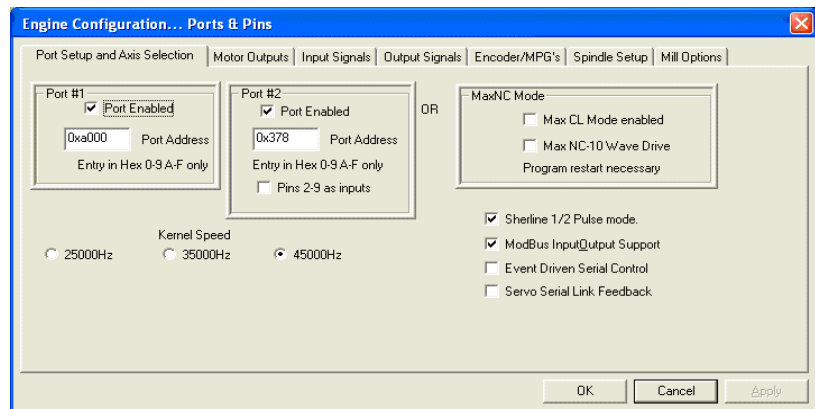 Engine Configuration... Ports & Pins
Port Setup and Axis Selection
Motor Outputs
Input Signals
Output Signals
Encoder/MPG's
Spindle Setup
Mill Options
Port #1
Port Enabled
0xa000 Port Address
Entry in Hex 0-9 A-F only
Port #2
Port Enabled
0x378 Port Address
Entry in Hex 0-9 A-F only
Pins 2-9 as inputs
OR
MaxNC Mode
Max CL Mode enabled
Max NC-10 Wave Drive
Program restart necessary
Kernel Speed
25000Hz 35000Hz 45000Hz
Sherline 1/2 Pulse mode.
ModBus InputOutput Support
Event Driven Serial Control
Servo Serial Link Feedback
OK Cancel Apply